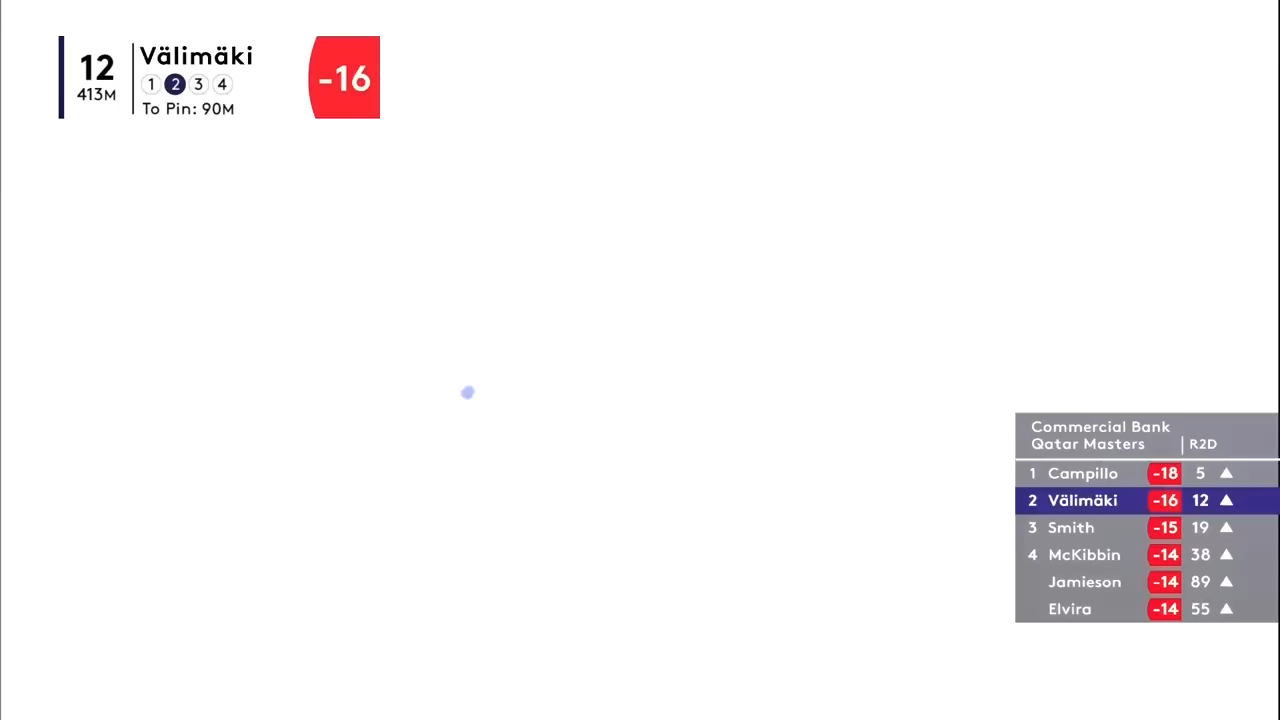 12
413M
Välimäki
1 2 3 4
To Pin: 90M
-16
Commercial Bank
Qatar Masters | R2D
1 Campillo -18 5 ▲
2 Välimäki -16 12 ▲
3 Smith -15 19 ▲
4 McKibbin -14 38 ▲
Jamieson -14 89 ▲
Elvira -14 55 ▲